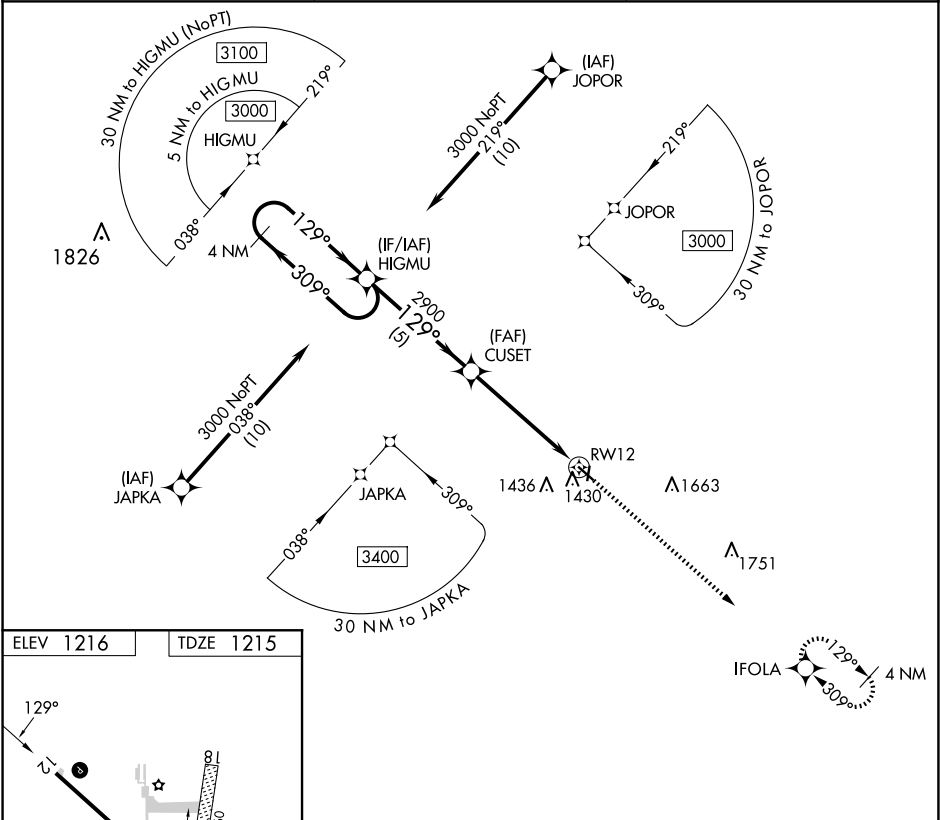 30 NM to HIGMU (NoPT)
3100
5 NM to HIGMU
3000
219°
HIGMU
038°
1826
4 NM
129°
309°
(IF/IAF)
HIGMU
2900
129°
(5)
(FAF)
CUSET
(IAF)
JOPOR
3000 NoPT
219°
(10)
219°
JOPOR
3000
309°
30 NM to JOPOR
3000 NoPT
038°
(10)
(IAF)
JAPKA
JAPKA
309°
038°
3400
30 NM to JAPKA
RW12
1436
1430
1663
1751
IFOLA
129°
309°
4 NM
ELEV 1216
TDZE 1215
129°
12
P
18